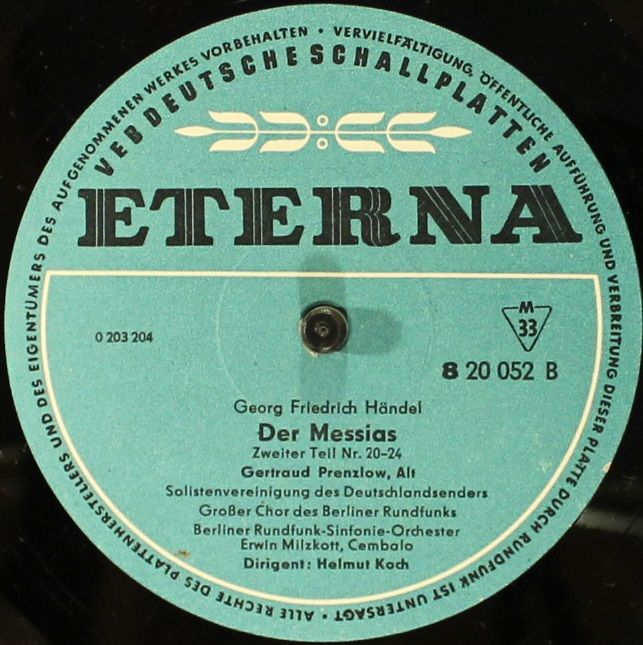 ALLE RECHTE DES PLATTENHERSTELLERS UND DES EIGENTÜMERS DES AUFGENOMMENEN WERKES VORBEHALTEN • VERVIELFÄLTIGUNG, ÖFFENTLICHE AUFFÜHRUNG UND VERBREITUNG DIESER PLATTE DURCH RUNDFUNK IST UNTERSAGT •
VEB DEUTSCHE SCHALLPLATTEN
ETERNA
M
33
0 203 204
8 20 052 B
Georg Friedrich Händel
Der Messias
Zweiter Teil Nr. 20-24
Gertraud Prenzlow, Alt
Solistenvereinigung des Deutschlandsenders
Großer Chor des Berliner Rundfunks
Berliner Rundfunk-Sinfonie-Orchester
Erwin Milzkott, Cembalo
Dirigent: Helmut Koch